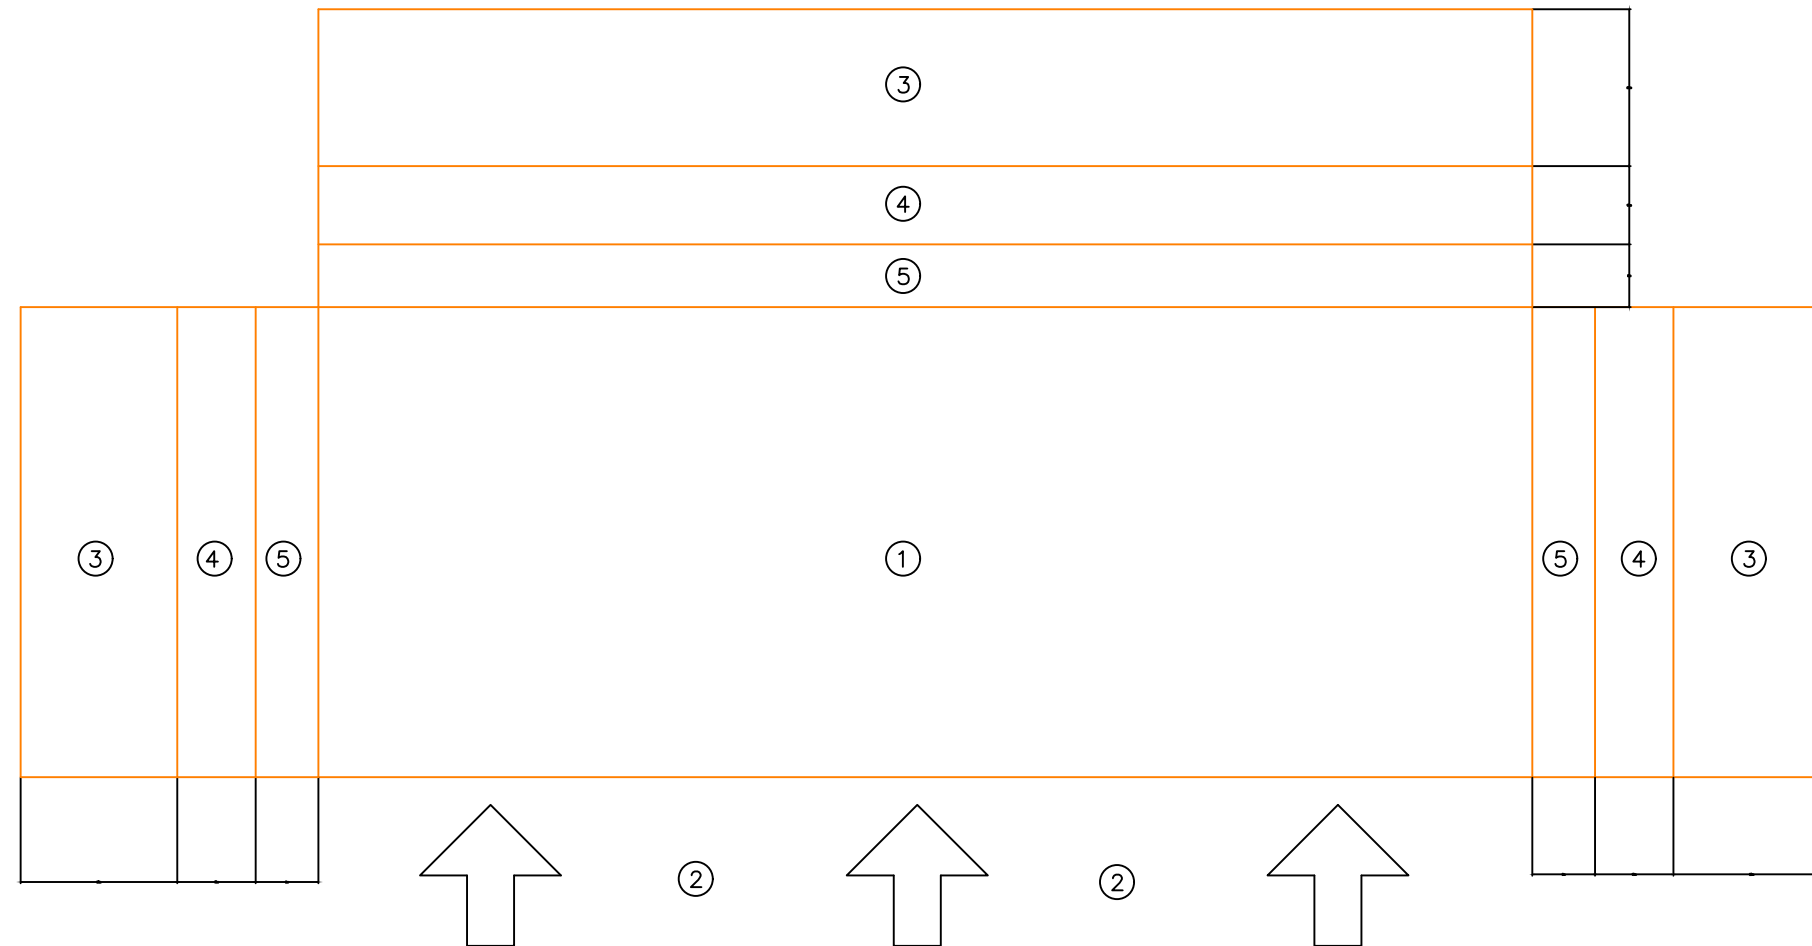 ③
④
⑤
③ ④ ⑤ ① ⑤ ④ ③
② ②